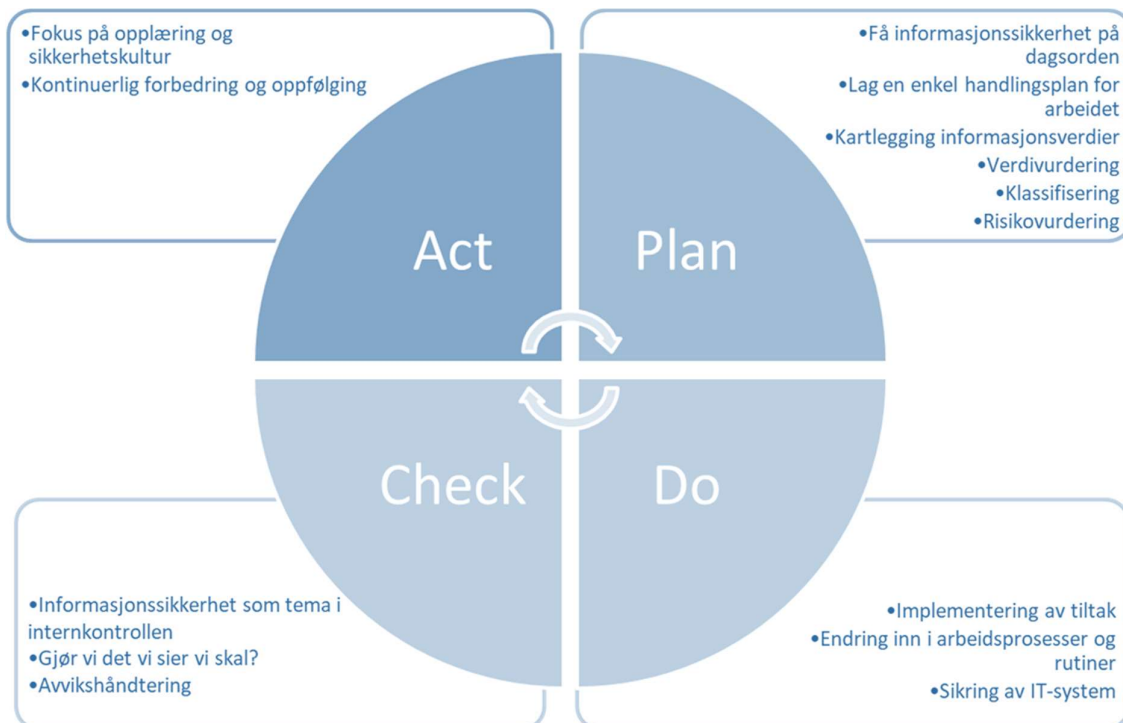 •Fokus på opplæring og
sikkerhetskultur
•Kontinuerlig forbedring og oppfølging
•Få informasjonssikkerhet på
dagsorden
•Lag en enkel handlingsplan for
arbeidet
•Kartlegging informasjonsverdier
•Verdivurdering
•Klassifisering
•Risikovurdering
Act
Plan
Check
Do
•Informasjonssikkerhet som tema i
internkontrollen
•Gjør vi det vi sier vi skal?
•Avvikshåndtering
•Implementering av tiltak
•Endring inn i arbeidsprosesser og
rutiner
•Sikring av IT-system